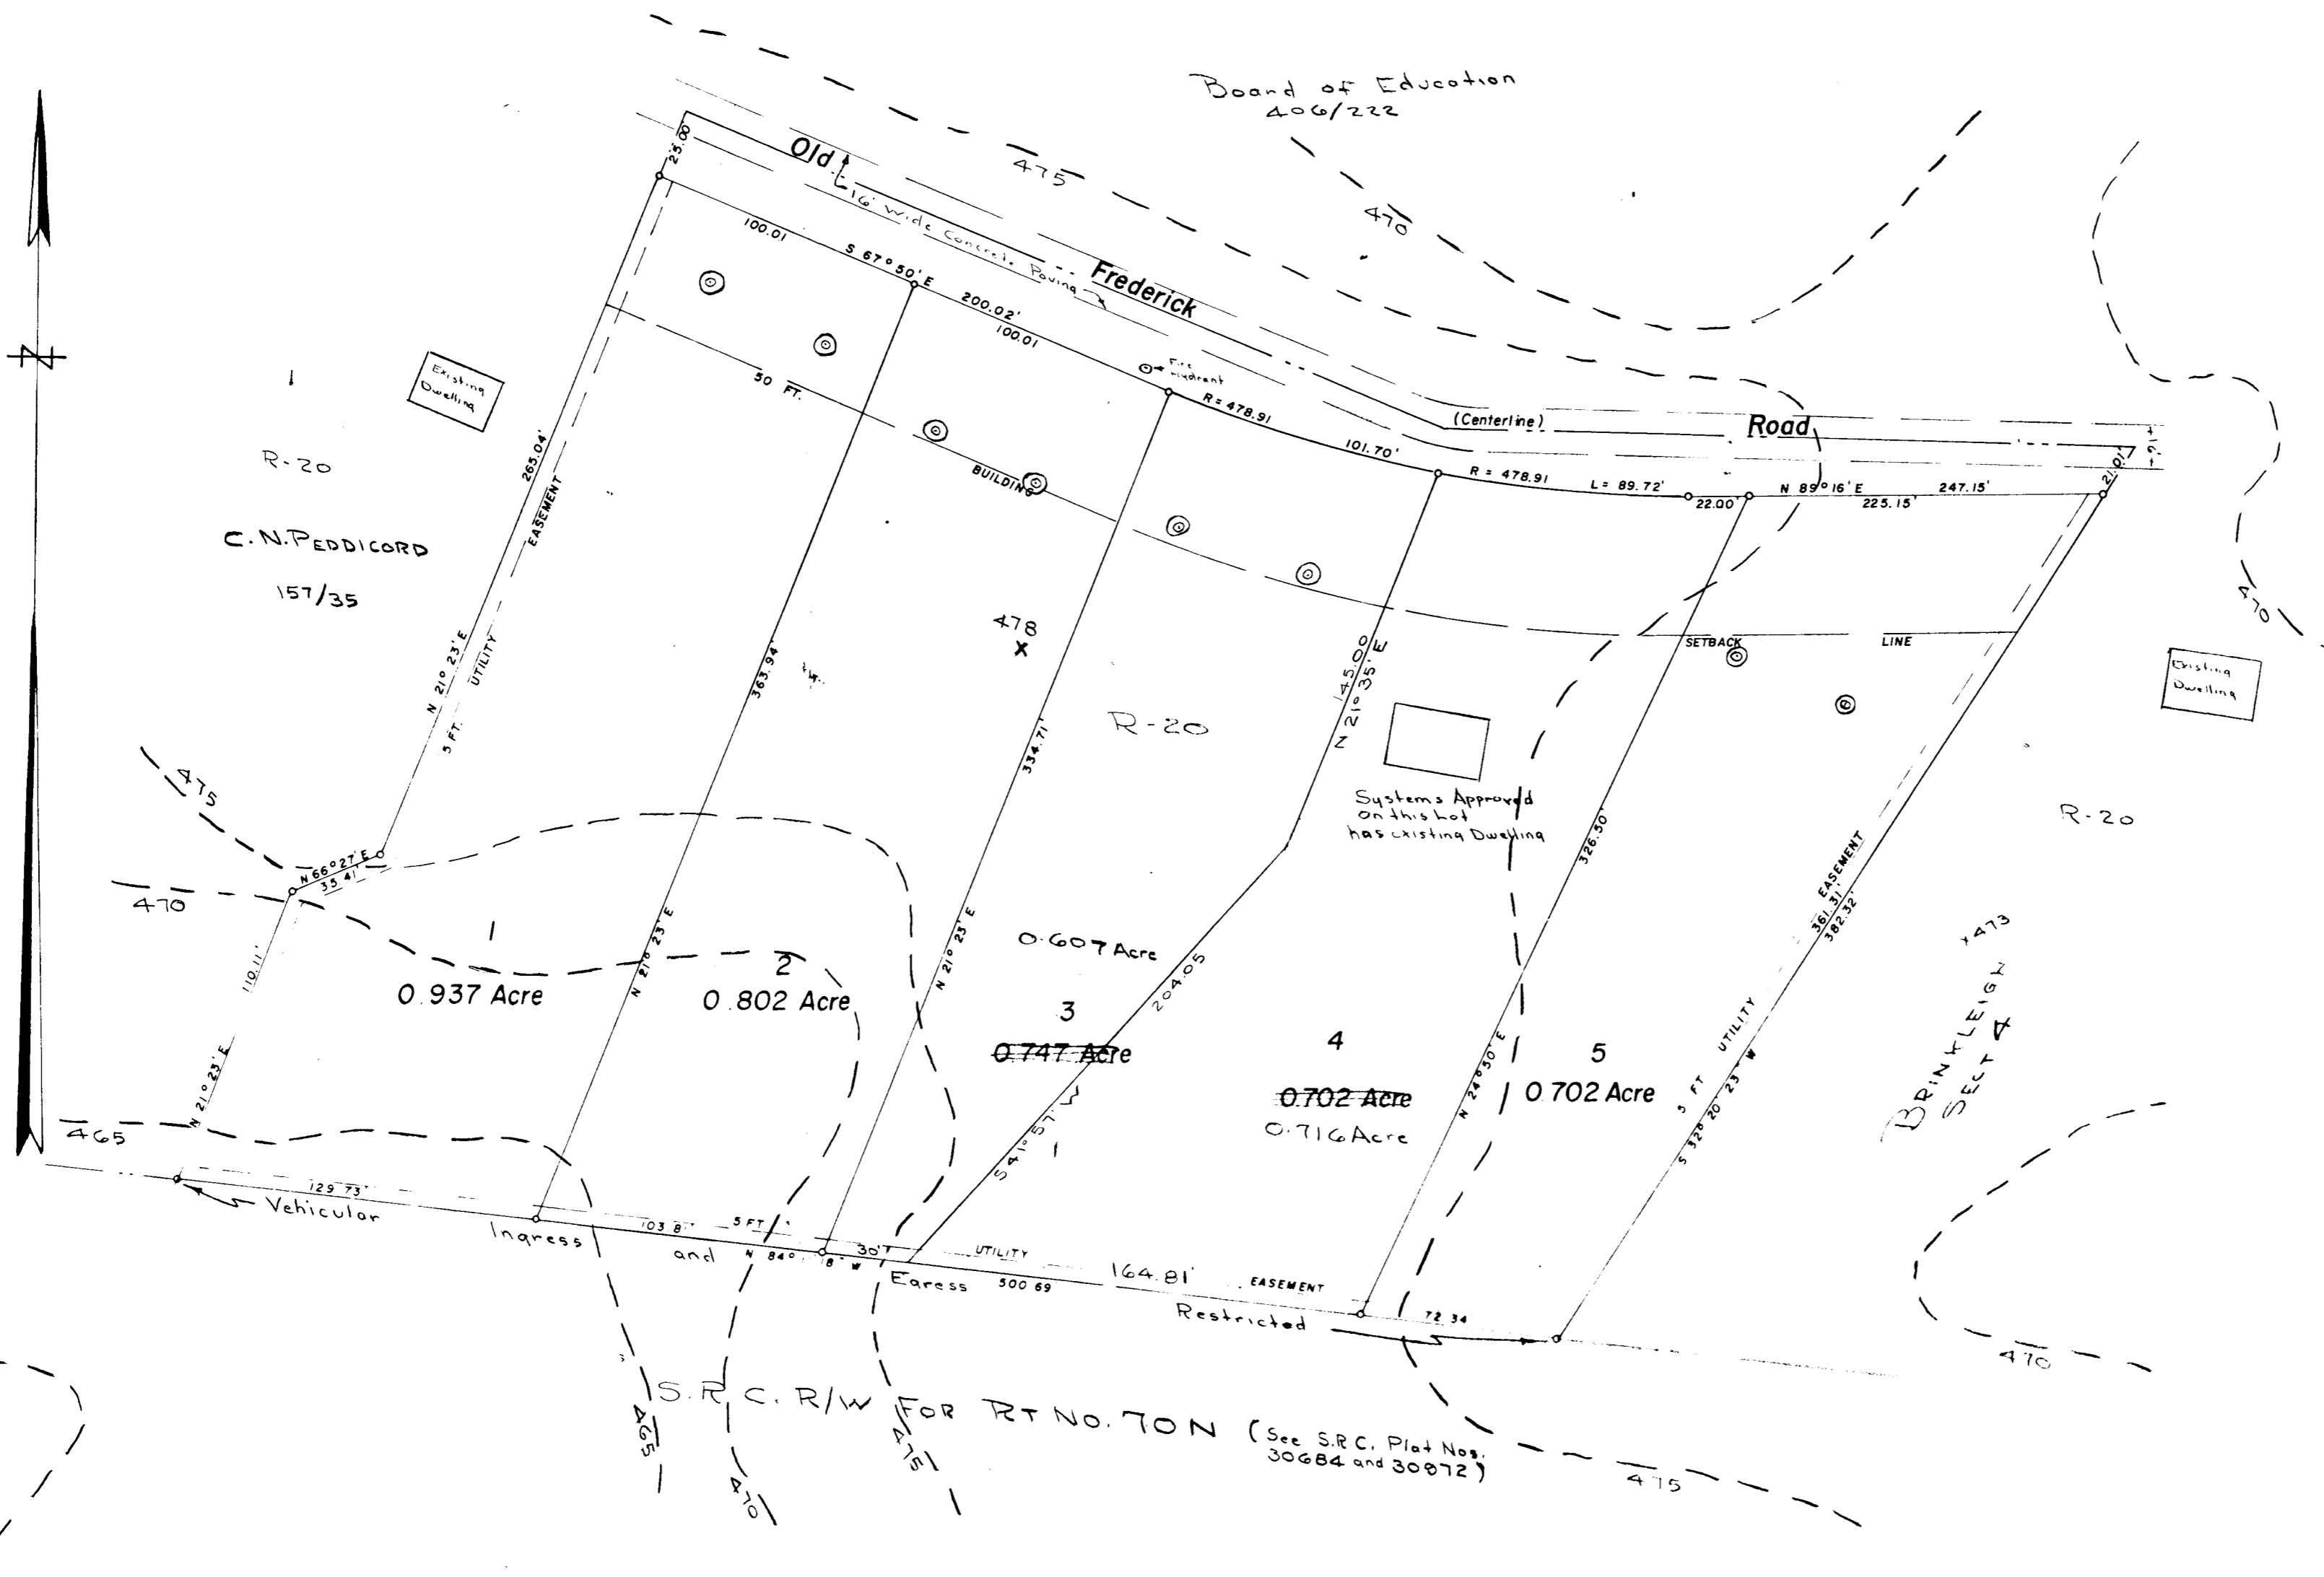 Board of Education
406/222
475
470
Old
Frederick
Road
(Centerline)
16' Wide Concrete Paving
25.00'
100.01
S 67° 50' E
200.02'
100.01
Fire
Hydrant
R = 478.91
101.70'
R = 478.91
L = 89.72'
22.00'
N 89° 16' E
247.15'
225.15'
21.01'
16'
N
Existing
Dwelling
1
R-20
C. N. PEDDICORD
157/35
265.04'
EASEMENT
UTILITY
5 FT.
N 21° 23' E
50 FT.
BUILDING
SETBACK
LINE
478
X
363.94'
334.71'
R-20
145.00
N 21° 35' E
Systems Approved
on this Lot
has existing Dwelling
326.50'
EASEMENT
361.31'
382.32'
470
Existing
Dwelling
R-20
x 473
BRINKLEIGH
SECT 4
475
470
N 66° 27' E
35.41'
110.11'
N 21° 23' E
1
0.937 Acre
N 21° 23' E
2
0.802 Acre
N 21° 23' E
0.607 Acre
3
0.747 Acre
204.05
S 41° 57' W
4
0.702 Acre
0.716 Acre
N 24° 50' E
5
0.702 Acre
5 FT
UTILITY
S 32° 20' 23" W
465
129.73'
Vehicular
Ingress
103.81'
5 FT
and
30'
UTILITY
Egress
500.69
164.81'
EASEMENT
Restricted
72.34
470
S.R.C. R/W FOR RT NO. 70N
(See S.R.C. Plat Nos.
30684 and 30872)
465
470
475
475